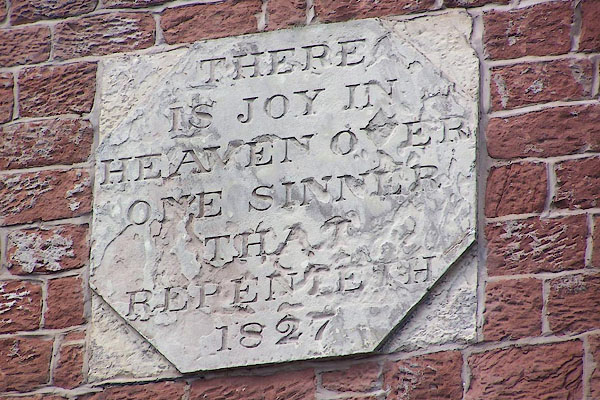 THERE
IS JOY IN
HEAVEN OVER
ONE SINNER
THAT
REPENTETH
1827